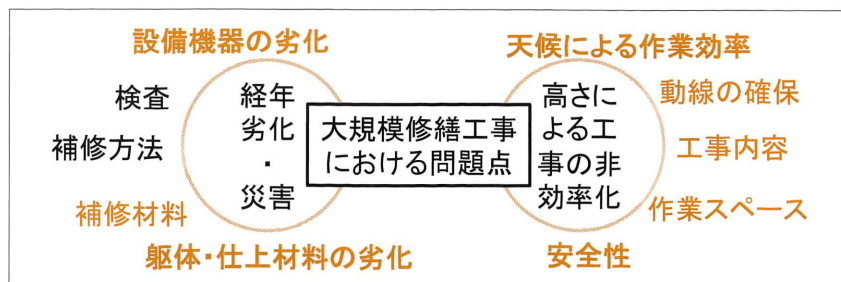 設備機器の劣化
天候による作業効率
検査
補修方法
補修材料
経年
劣化
・
災害
大規模修繕工事
における問題点
高さに
よる工
事の非
効率化
動線の確保
工事内容
作業スペース
躯体・仕上材料の劣化
安全性